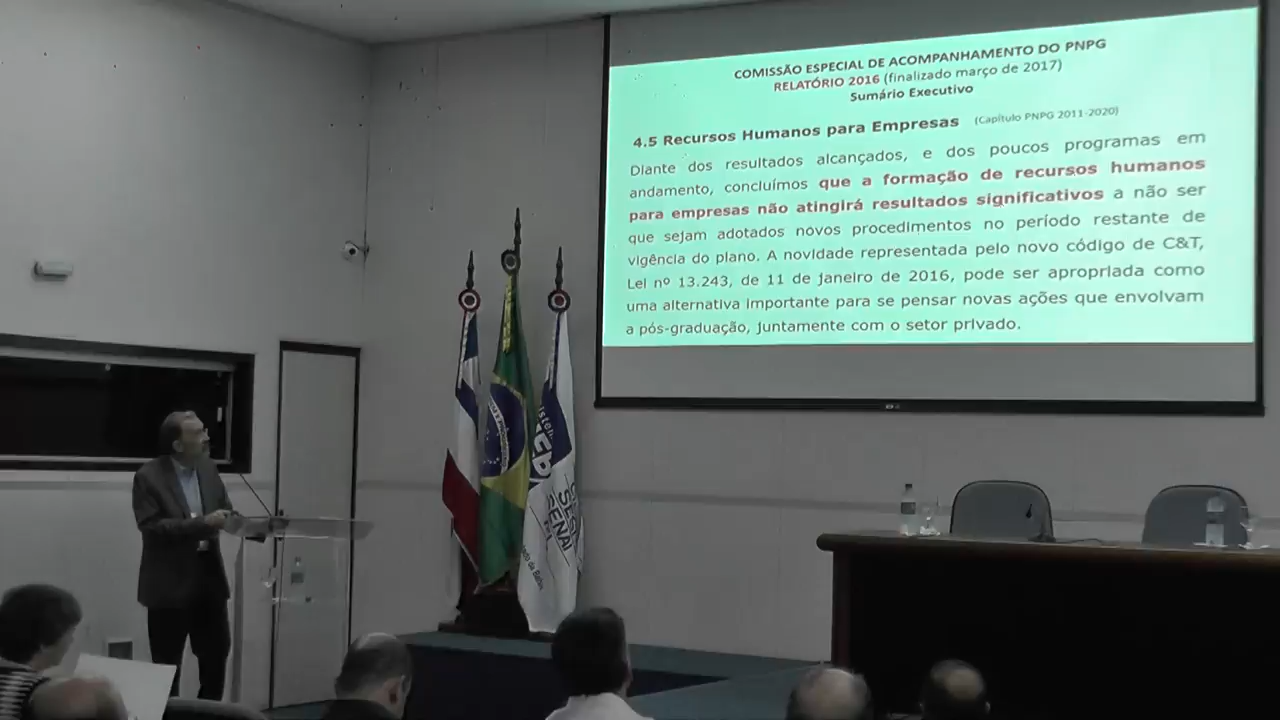 COMISSÃO ESPECIAL DE ACOMPANHAMENTO DO PNPG
RELATÓRIO 2016 (finalizado março de 2017)
Sumário Executivo
4.5 Recursos Humanos para Empresas (Capítulo PNPG 2011-2020)
Diante dos resultados alcançados, e dos poucos programas em
andamento, concluímos que a formação de recursos humanos
para empresas não atingirá resultados significativos a não ser
que sejam adotados novos procedimentos no período restante de
vigência do plano. A novidade representada pelo novo código de C&T,
Lei nº 13.243, de 11 de janeiro de 2016, pode ser apropriada como
uma alternativa importante para se pensar novas ações que envolvam
a pós-graduação, juntamente com o setor privado.
SESI
SENAI